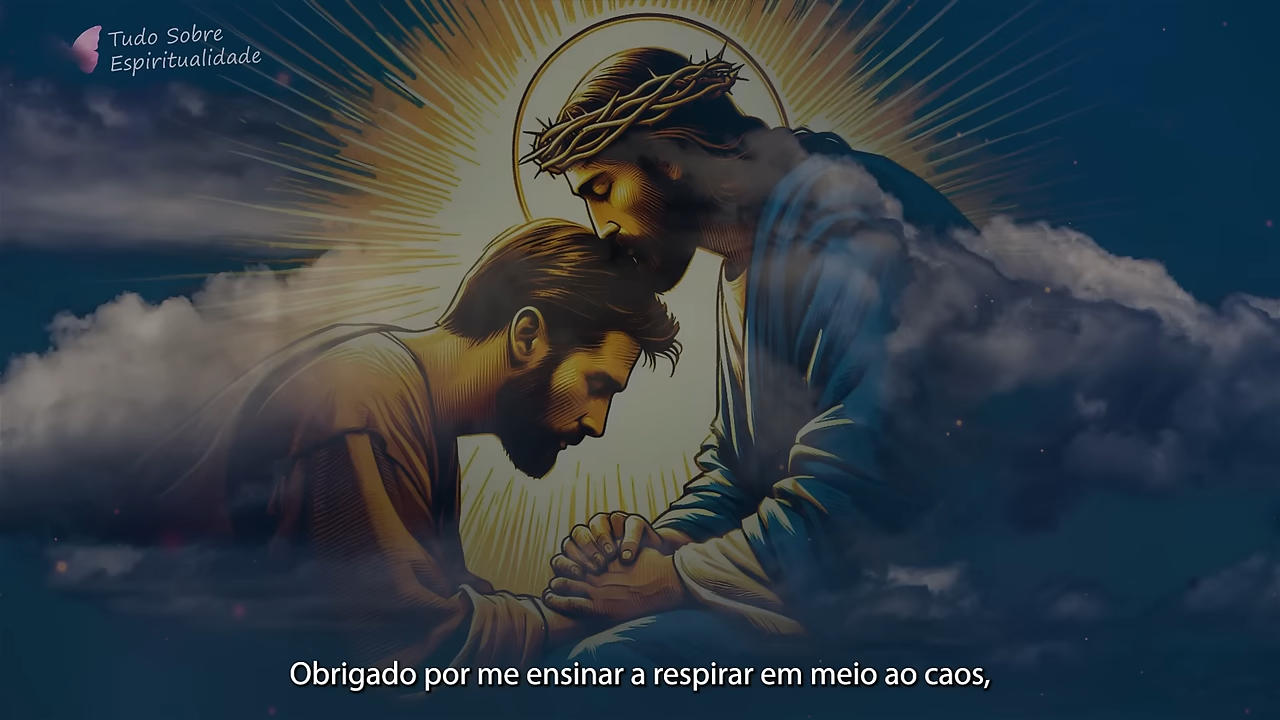 Tudo Sobre
Espiritualidade
Obrigado por me ensinar a respirar em meio ao caos,